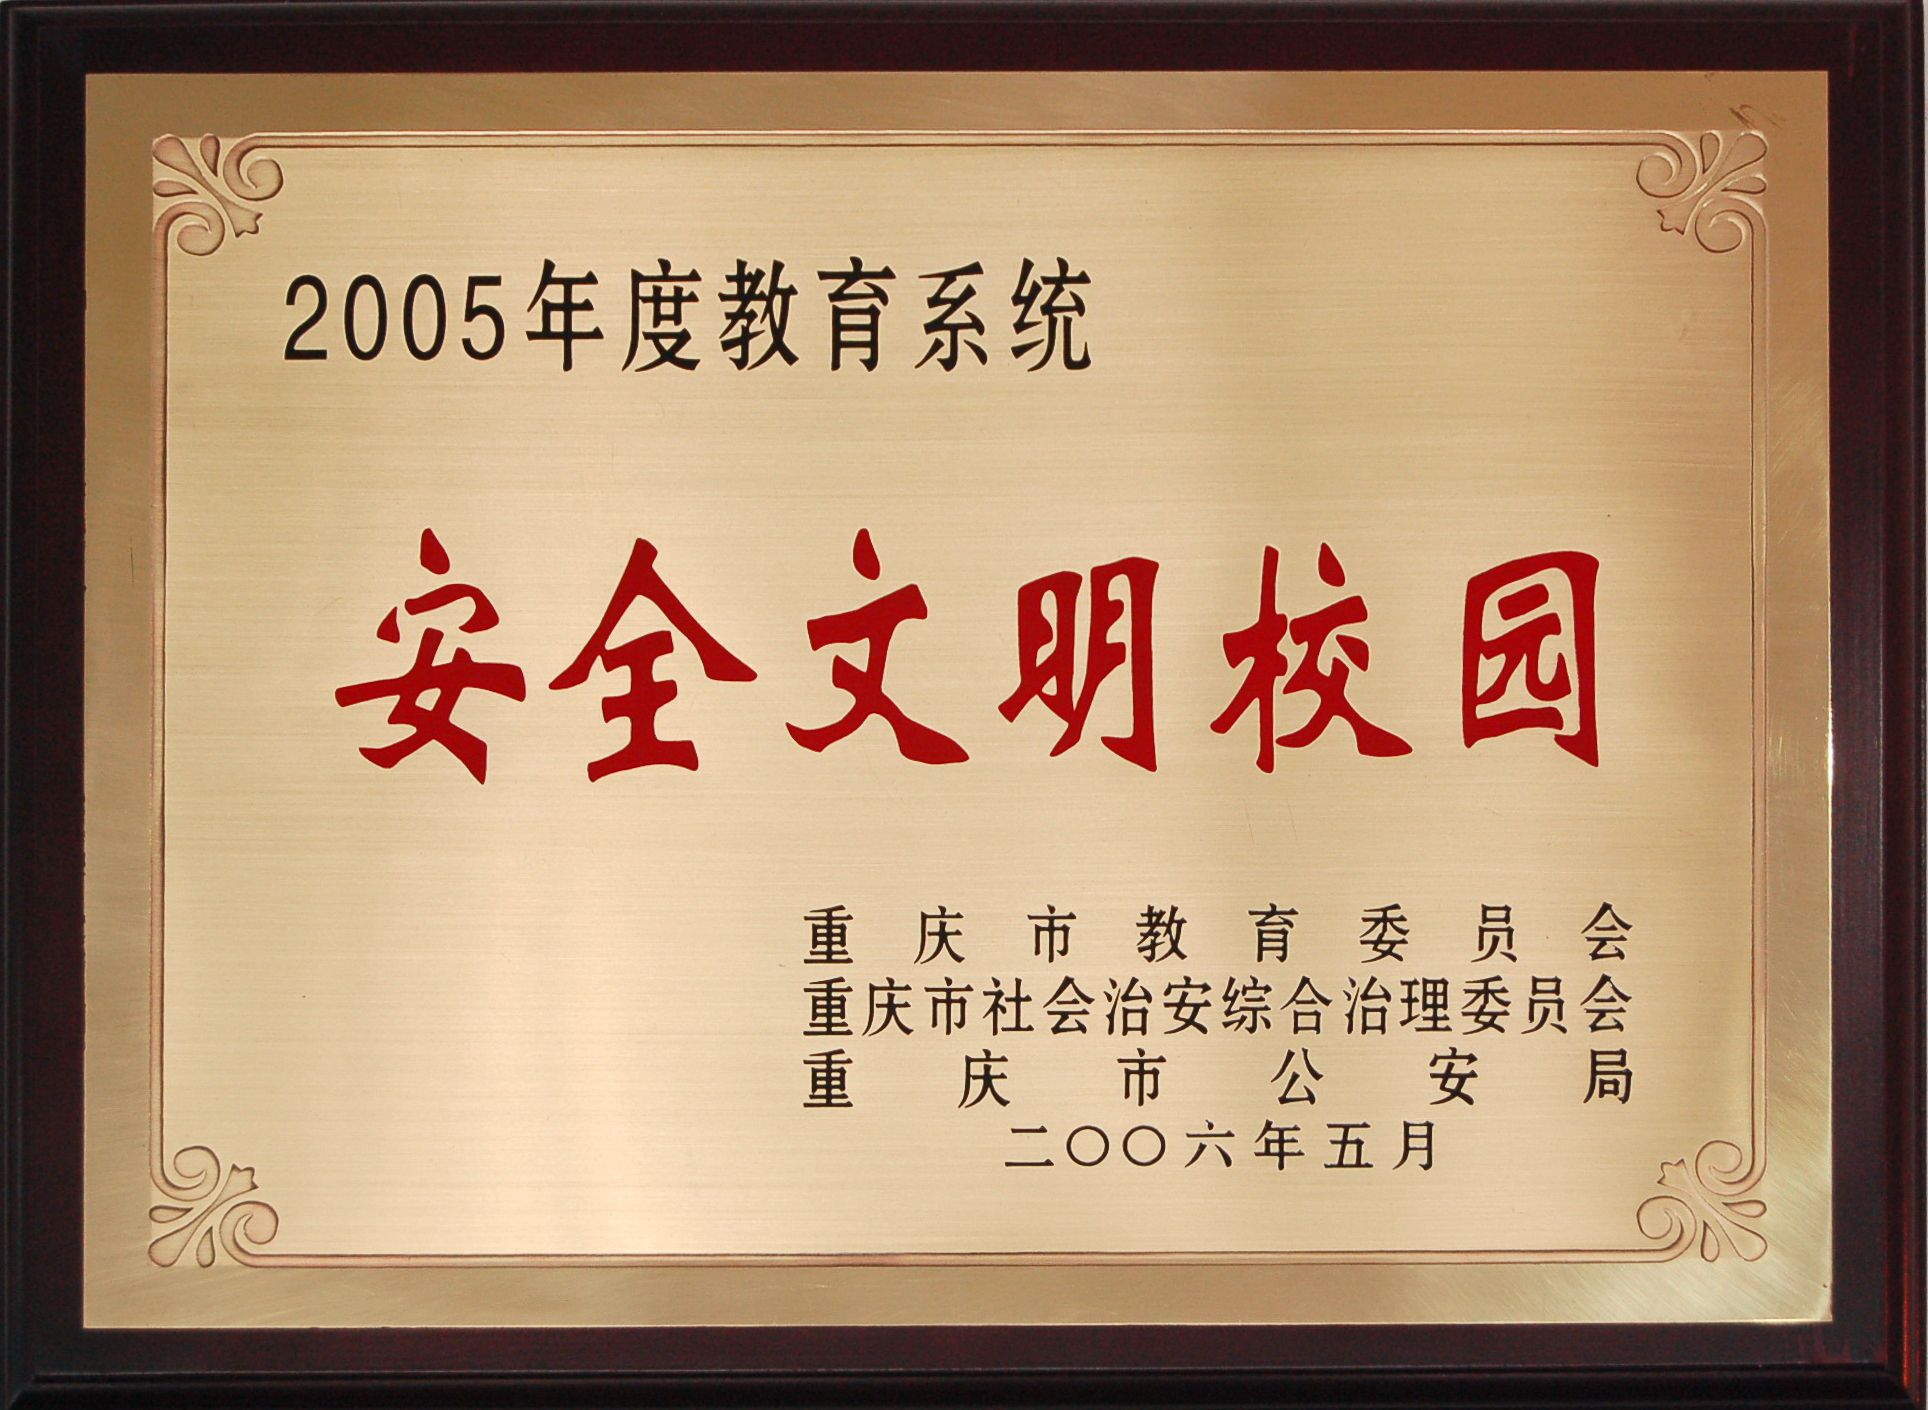 2005年度教育系统
安全文明校园
重庆市教育委员会
重庆市社会治安综合治理委员会
重庆市公安局
二〇〇六年五月